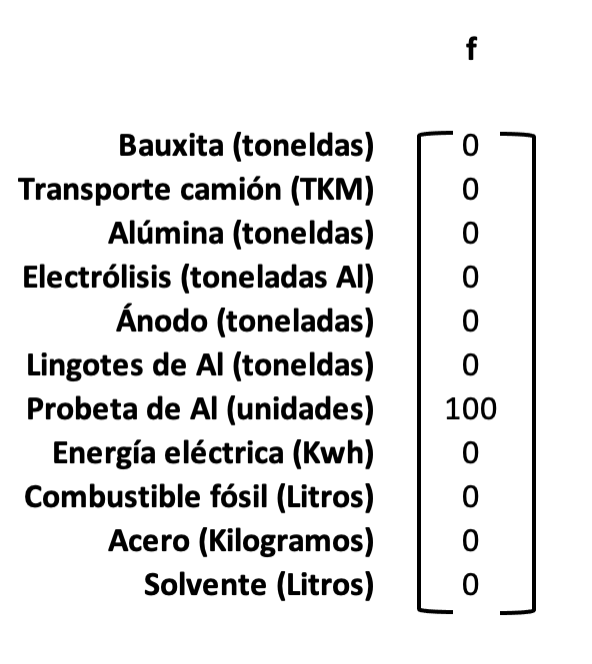 f
Bauxita (toneldas) 0
Transporte camión (TKM) 0
Alúmina (toneldas) 0
Electrólisis (toneladas Al) 0
Ánodo (toneladas) 0
Lingotes de Al (toneldas) 0
Probeta de Al (unidades) 100
Energía eléctrica (Kwh) 0
Combustible fósil (Litros) 0
Acero (Kilogramos) 0
Solvente (Litros) 0